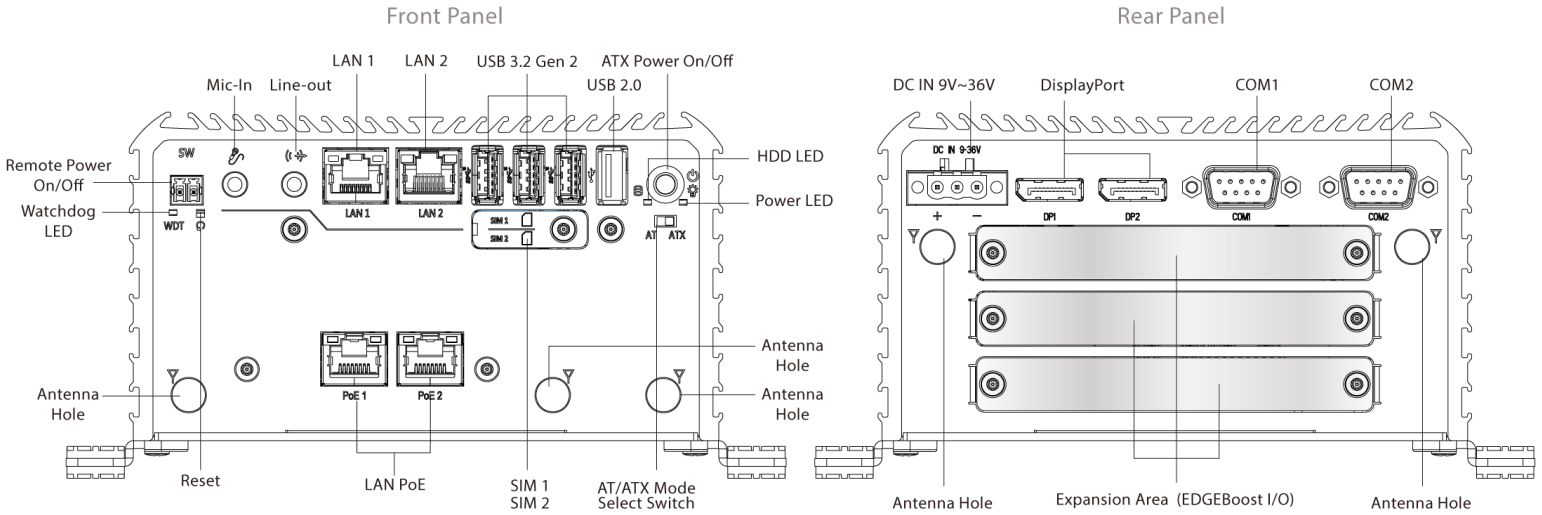 Front Panel
Rear Panel
LAN 1
LAN 2
USB 3.2 Gen 2
ATX Power On/Off
Mic-In
Line-out
USB 2.0
DC IN 9V~36V
DisplayPort
COM1
COM2
SW
DC IN 9-36V
HDD LED
Remote Power
On/Off
Power LED
Watchdog
LED
LAN 1
LAN 2
SIM 1
SIM 2
WDT
AT
ATX
+
−
DP1
DP2
COM1
COM2
Antenna
Hole
Antenna
Hole
Antenna
Hole
PoE 1
PoE 2
Reset
LAN PoE
SIM 1
SIM 2
AT/ATX Mode
Select Switch
Antenna Hole
Expansion Area (EDGEBoost I/O)
Antenna Hole